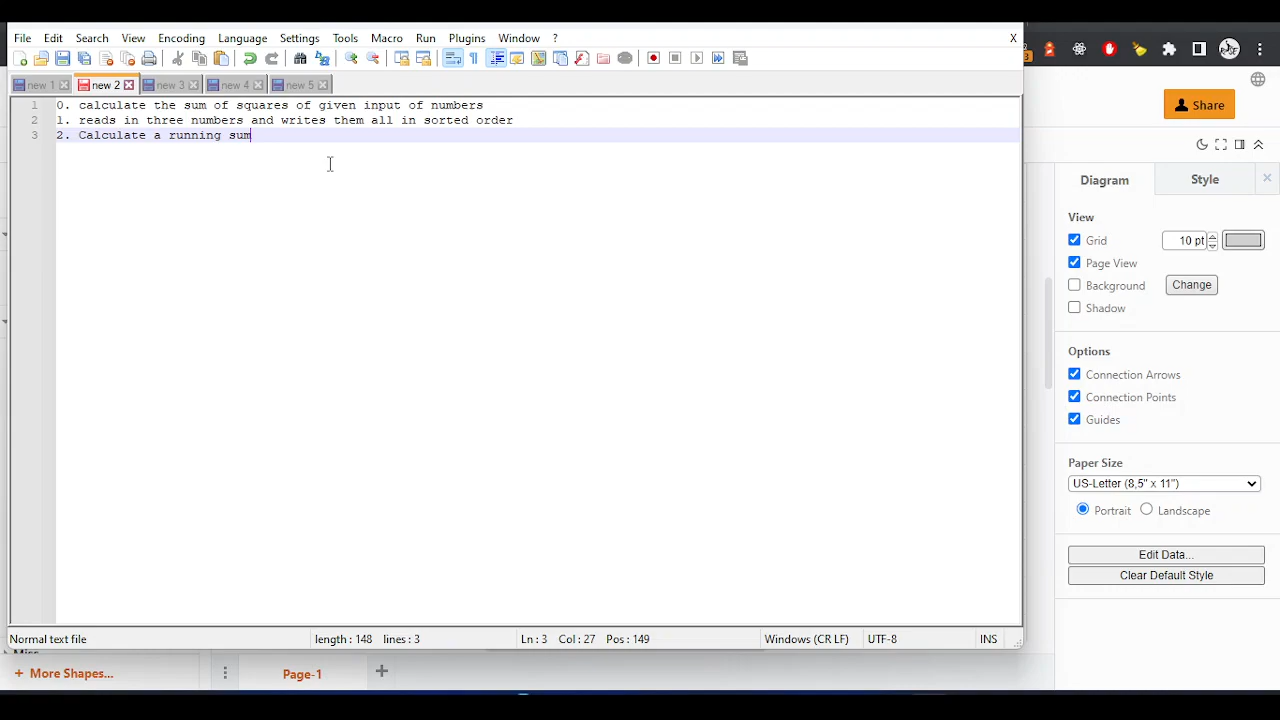 File Edit Search View Encoding Language Settings Tools Macro Run Plugins Window ? X
new 1 new 2 new 3 new 4 new 5
1 0. calculate the sum of squares of given input of numbers
2 1. reads in three numbers and writes them all in sorted order
3 2. Calculate a running sum
Normal text file length : 148 lines : 3 Ln : 3 Col : 27 Pos : 149 Windows (CR LF) UTF-8 INS
+ More Shapes...
Page-1
Share
Diagram Style
View
Grid 10 pt
Page View
Background Change
Shadow
Options
Connection Arrows
Connection Points
Guides
Paper Size
US-Letter (8,5" x 11")
Portrait Landscape
Edit Data...
Clear Default Style